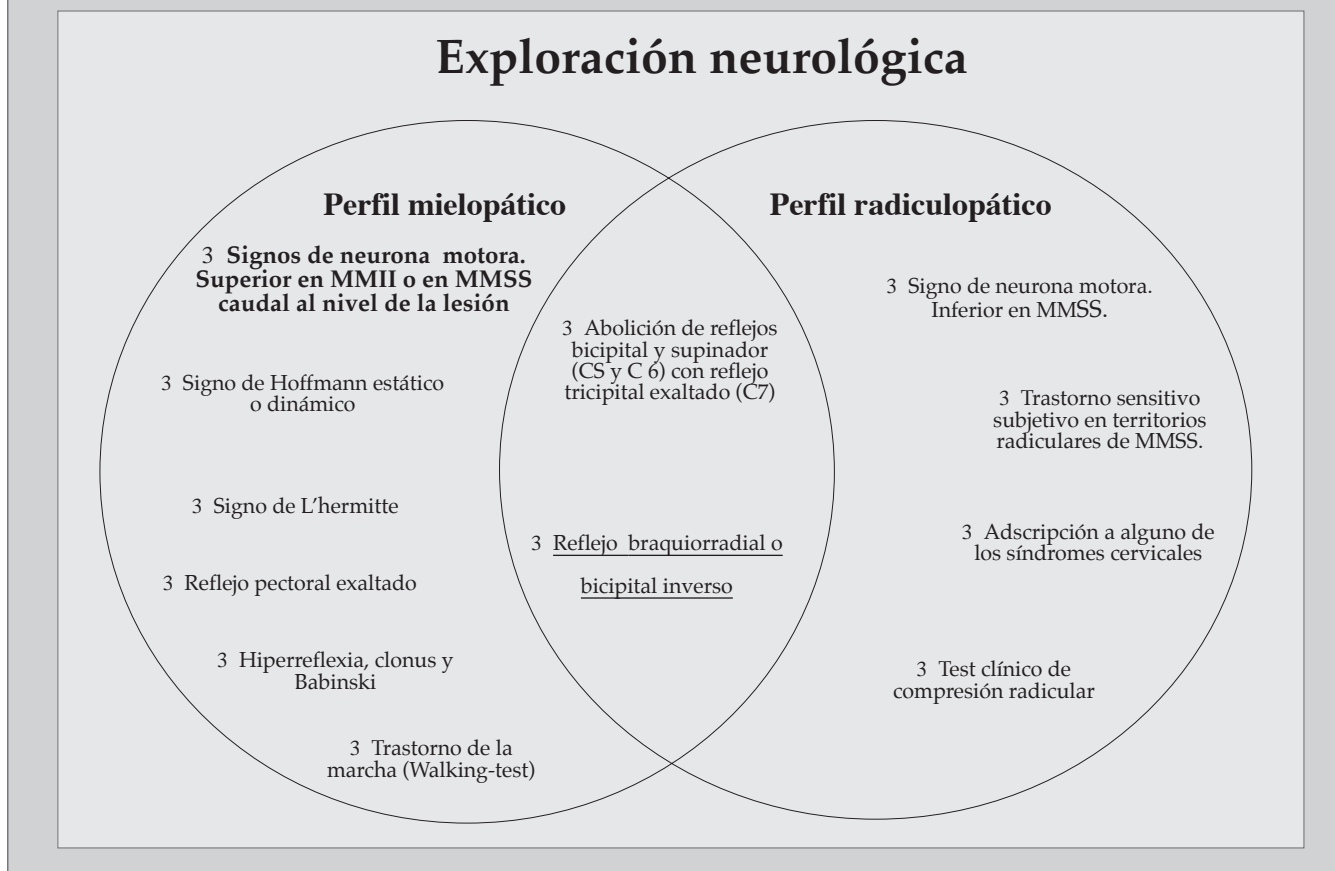 Exploración neurológica
Perfil mielopático
3 Signos de neurona motora.
Superior en MMII o en MMSS
caudal al nivel de la lesión
3 Signo de Hoffmann estático
o dinámico
3 Signo de L'hermitte
3 Reflejo pectoral exaltado
3 Hiperreflexia, clonus y
Babinski
3 Trastorno de la
marcha (Walking-test)
3 Abolición de reflejos
bicipital y supinador
(CS y C 6) con reflejo
tricipital exaltado (C7)
3 Reflejo braquiorradial o
bicipital inverso
Perfil radiculopático
3 Signo de neurona motora.
Inferior en MMSS.
3 Trastorno sensitivo
subjetivo en territorios
radiculares de MMSS.
3 Adscripción a alguno de
los síndromes cervicales
3 Test clínico de
compresión radicular